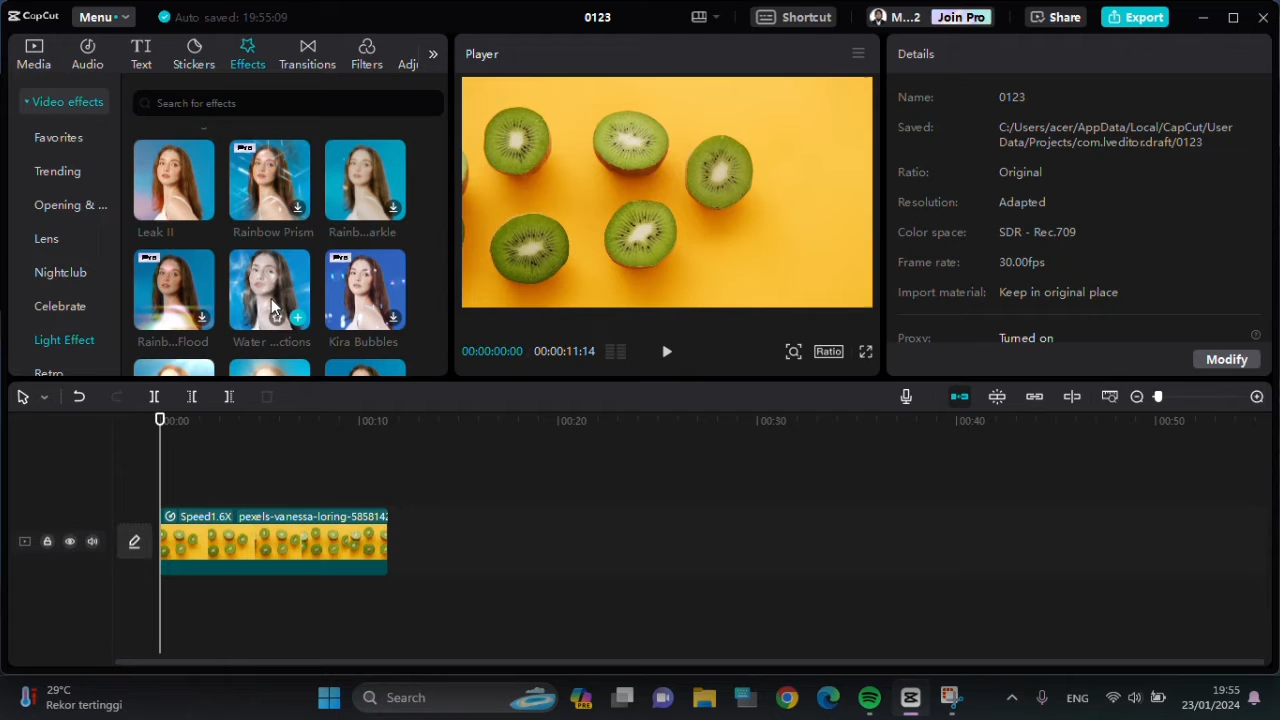 CapCut
Menu
Auto saved: 19:55:09
0123
Shortcut
M...2
Join Pro
Share
Export
Media
Audio
Text
Stickers
Effects
Transitions
Filters
Adj
Player
Details
Video effects
Search for effects
Favorites
Trending
Opening & ...
Lens
Nightclub
Celebrate
Light Effect
Retro
Pro
Leak II
Rainbow Prism
Rainb...arkle
Pro
Pro
Rainb...Flood
Water ...ctions
Kira Bubbles
00:00:00:00
00:00:11:14
Ratio
Name:
0123
Saved:
C:/Users/acer/AppData/Local/CapCut/User
Data/Projects/com.lveditor.draft/0123
Ratio:
Original
Resolution:
Adapted
Color space:
SDR - Rec.709
Frame rate:
30.00fps
Import material:
Keep in original place
Proxy:
Turned on
Modify
00:00
00:10
00:20
00:30
00:40
00:50
Speed1.6X
pexels-vanessa-loring-5858142
29°C
Rekor tertinggi
Search
PRE
ENG
19:55
23/01/2024